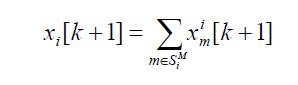 x_i[k+1] = \sum_{m \in S_i^M} x_m^i[k+1]